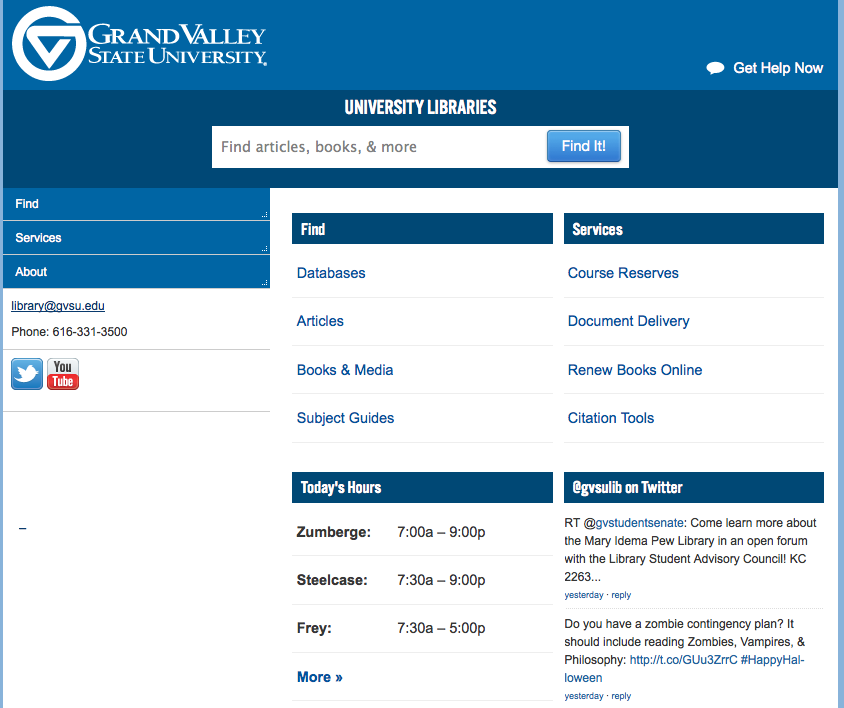 GRAND VALLEY
STATE UNIVERSITY.
Get Help Now
UNIVERSITY LIBRARIES
Find articles, books, & more
Find It!
Find
Services
About
library@gvsu.edu
Phone: 616-331-3500
You
Tube
Find
Databases
Articles
Books & Media
Subject Guides
Services
Course Reserves
Document Delivery
Renew Books Online
Citation Tools
Today's Hours
Zumberge: 7:00a – 9:00p
Steelcase: 7:30a – 9:00p
Frey: 7:30a – 5:00p
More »
@gvsulib on Twitter
RT @gvstudentsenate: Come learn more about
the Mary Idema Pew Library in an open forum
with the Library Student Advisory Council! KC
2263...
yesterday · reply
Do you have a zombie contingency plan? It
should include reading Zombies, Vampires, &
Philosophy: http://t.co/GUu3ZrrC #HappyHal-
loween
yesterday · reply